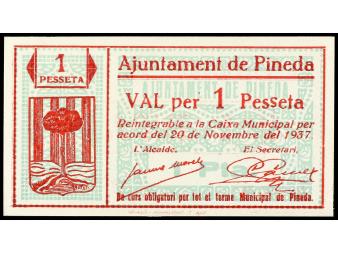 1
PESSETA
Ajuntament de Pineda
VAL per 1 Pesseta
Reintegrable a la Caixa Municipal per
acord del 20 de Novembre del 1937
L'Alcalde,
El Secretari,
De curs obligatori per tot el terme Municipal de Pineda.